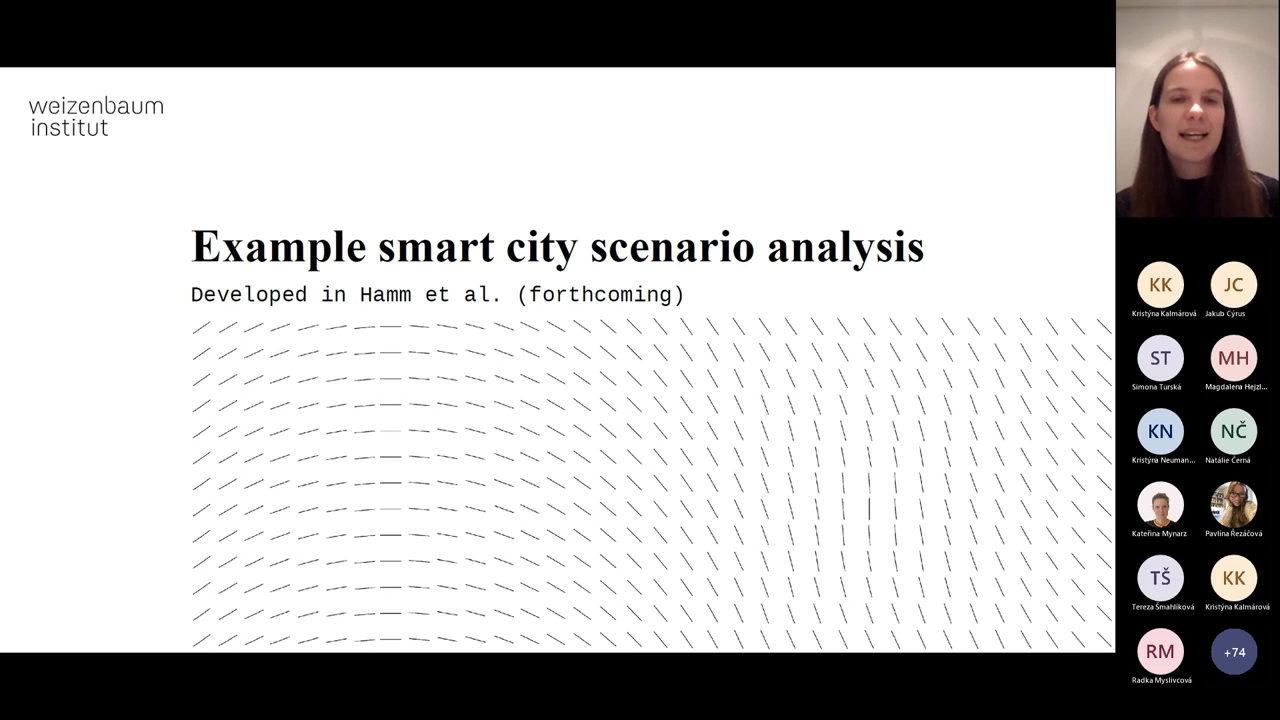 weizenbaum
institut
Example smart city scenario analysis
Developed in Hamm et al. (forthcoming)
KK
JC
Kristýna Kalmárová
Jakub Cýrus
ST
MH
Simona Turská
Magdalena Hejzl...
KN
NČ
Kristýna Neuman...
Natálie Černá
Kateřina Mynarz
Pavlína Řezáčová
TŠ
KK
Tereza Šmahlíková
Kristýna Kalmárová
RM
+74
Radka Myslivcová